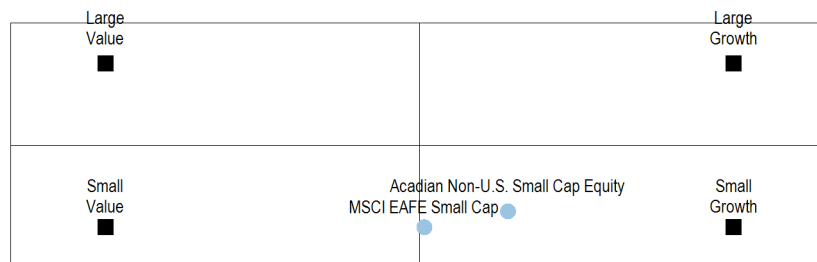 Large
Value
Large
Growth
Small
Value
Acadian Non-U.S. Small Cap Equity
MSCI EAFE Small Cap
Small
Growth